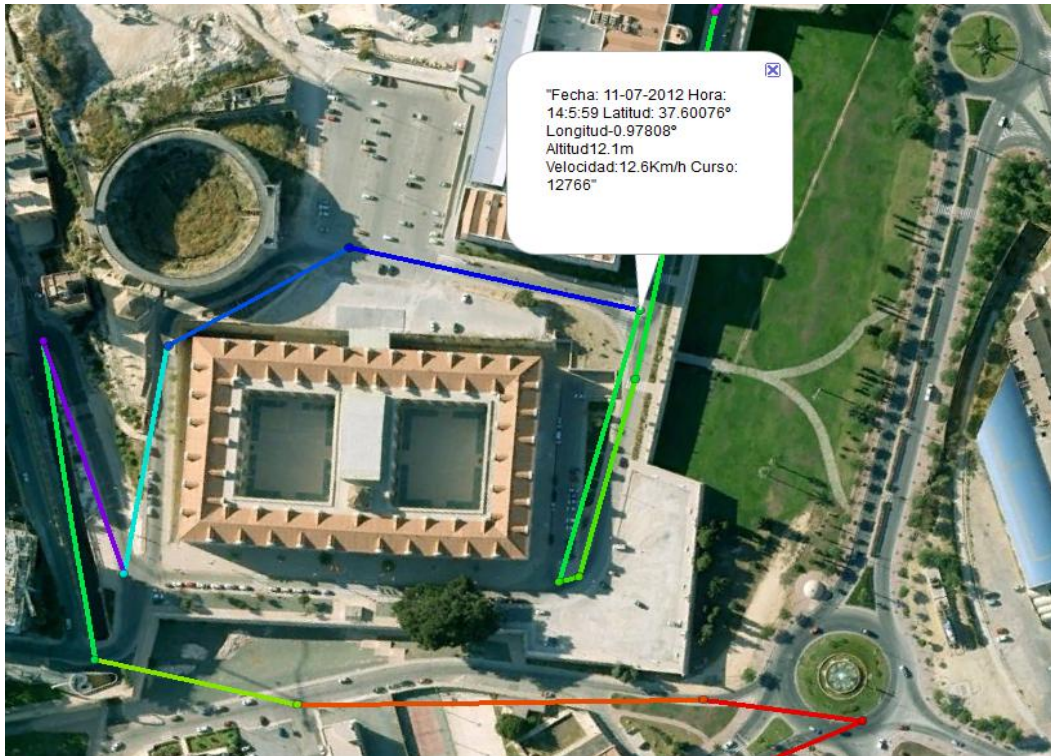 "Fecha: 11-07-2012 Hora:
14:5:59 Latitud: 37.60076º
Longitud-0.97808º
Altitud12.1m
Velocidad:12.6Km/h Curso:
12766"